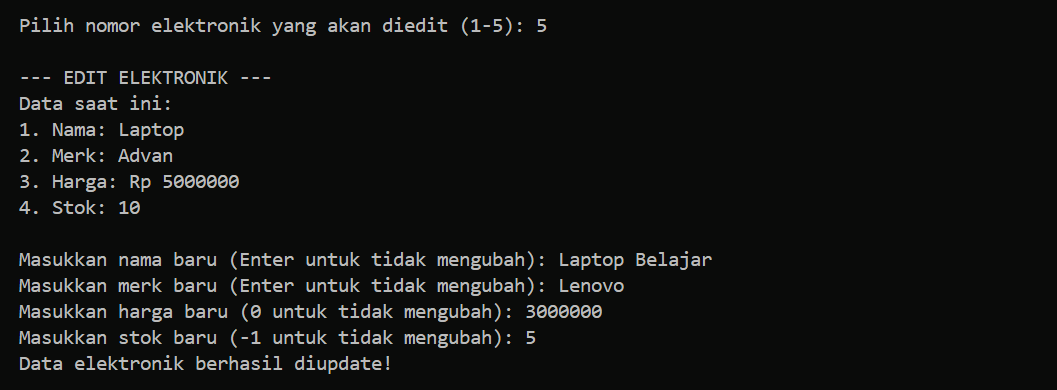 Pilih nomor elektronik yang akan diedit (1-5): 5
--- EDIT ELEKTRONIK ---
Data saat ini:
1. Nama: Laptop
2. Merk: Advan
3. Harga: Rp 5000000
4. Stok: 10
Masukkan nama baru (Enter untuk tidak mengubah): Laptop Belajar
Masukkan merk baru (Enter untuk tidak mengubah): Lenovo
Masukkan harga baru (0 untuk tidak mengubah): 3000000
Masukkan stok baru (-1 untuk tidak mengubah): 5
Data elektronik berhasil diupdate!